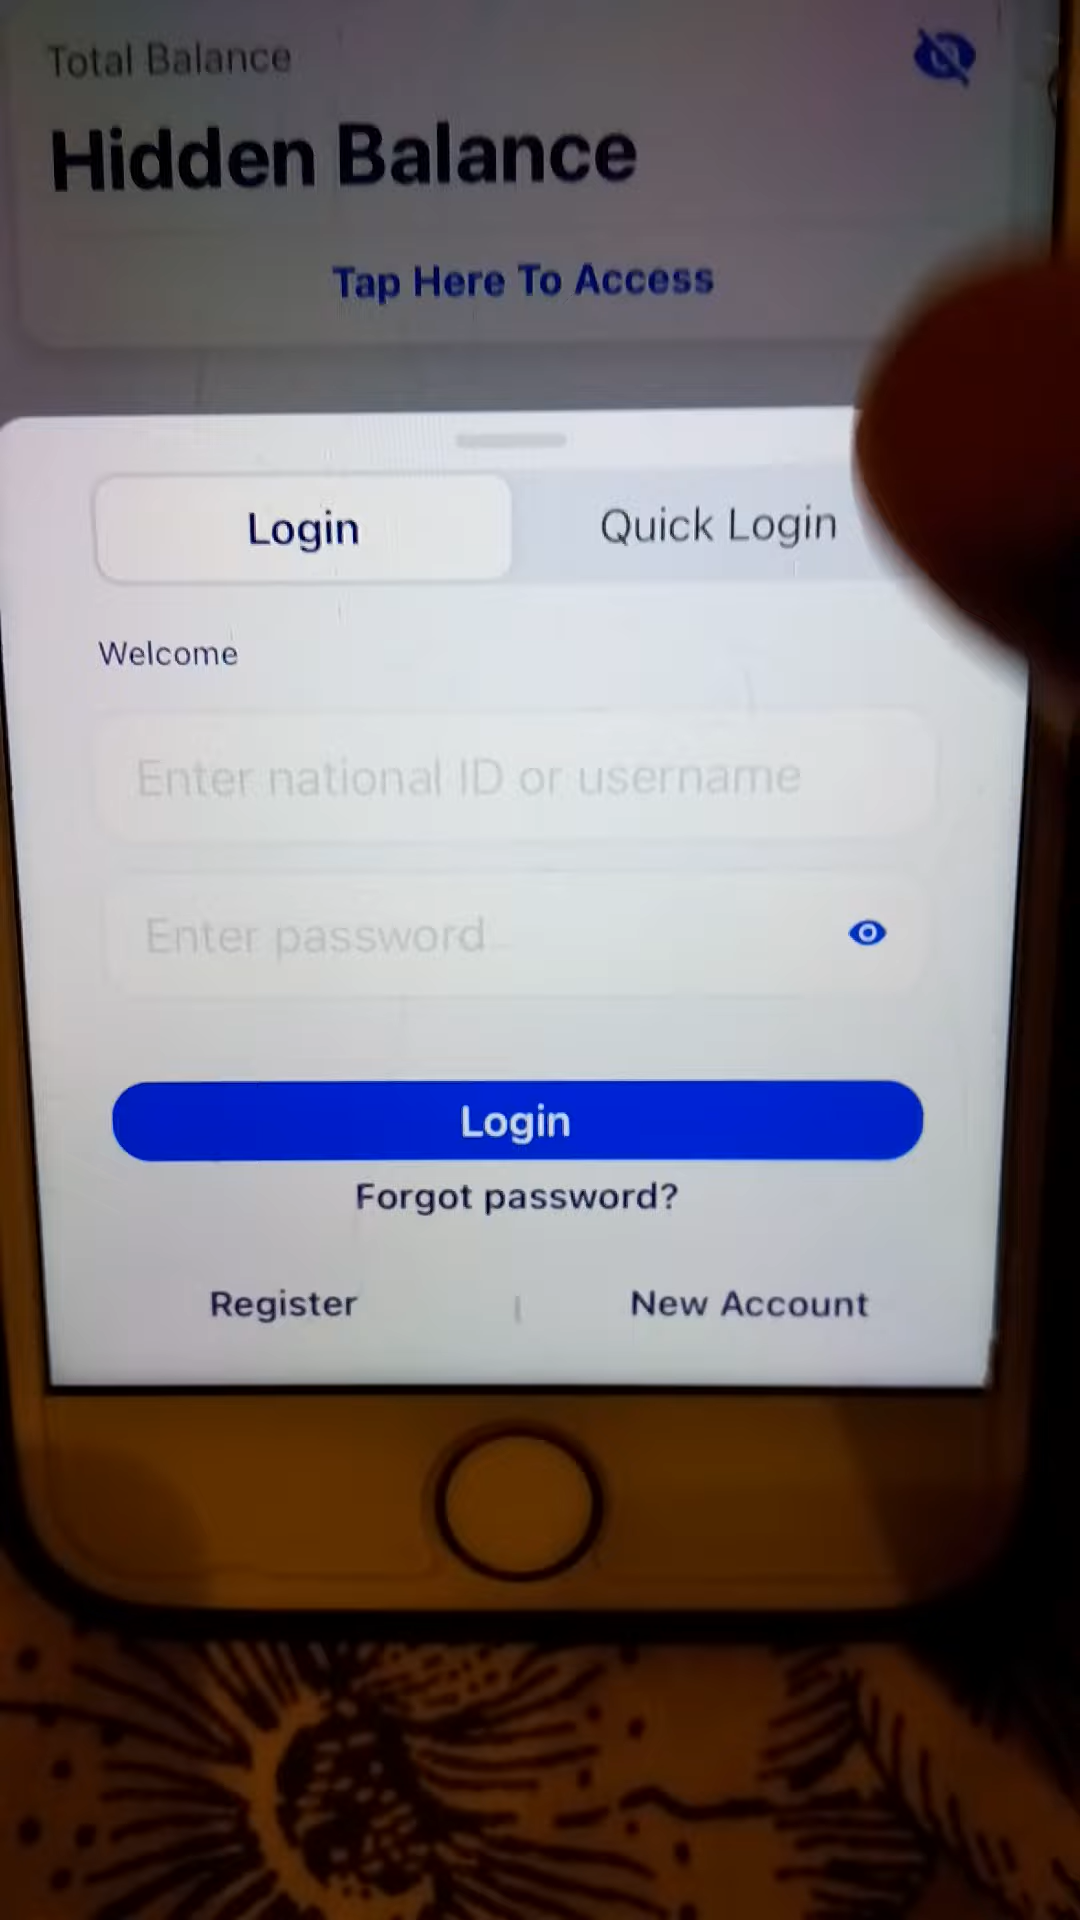 Total Balance
Hidden Balance
Tap Here To Access
Login
Quick Login
Welcome
Enter national ID or username
Enter password
Login
Forgot password?
Register | New Account